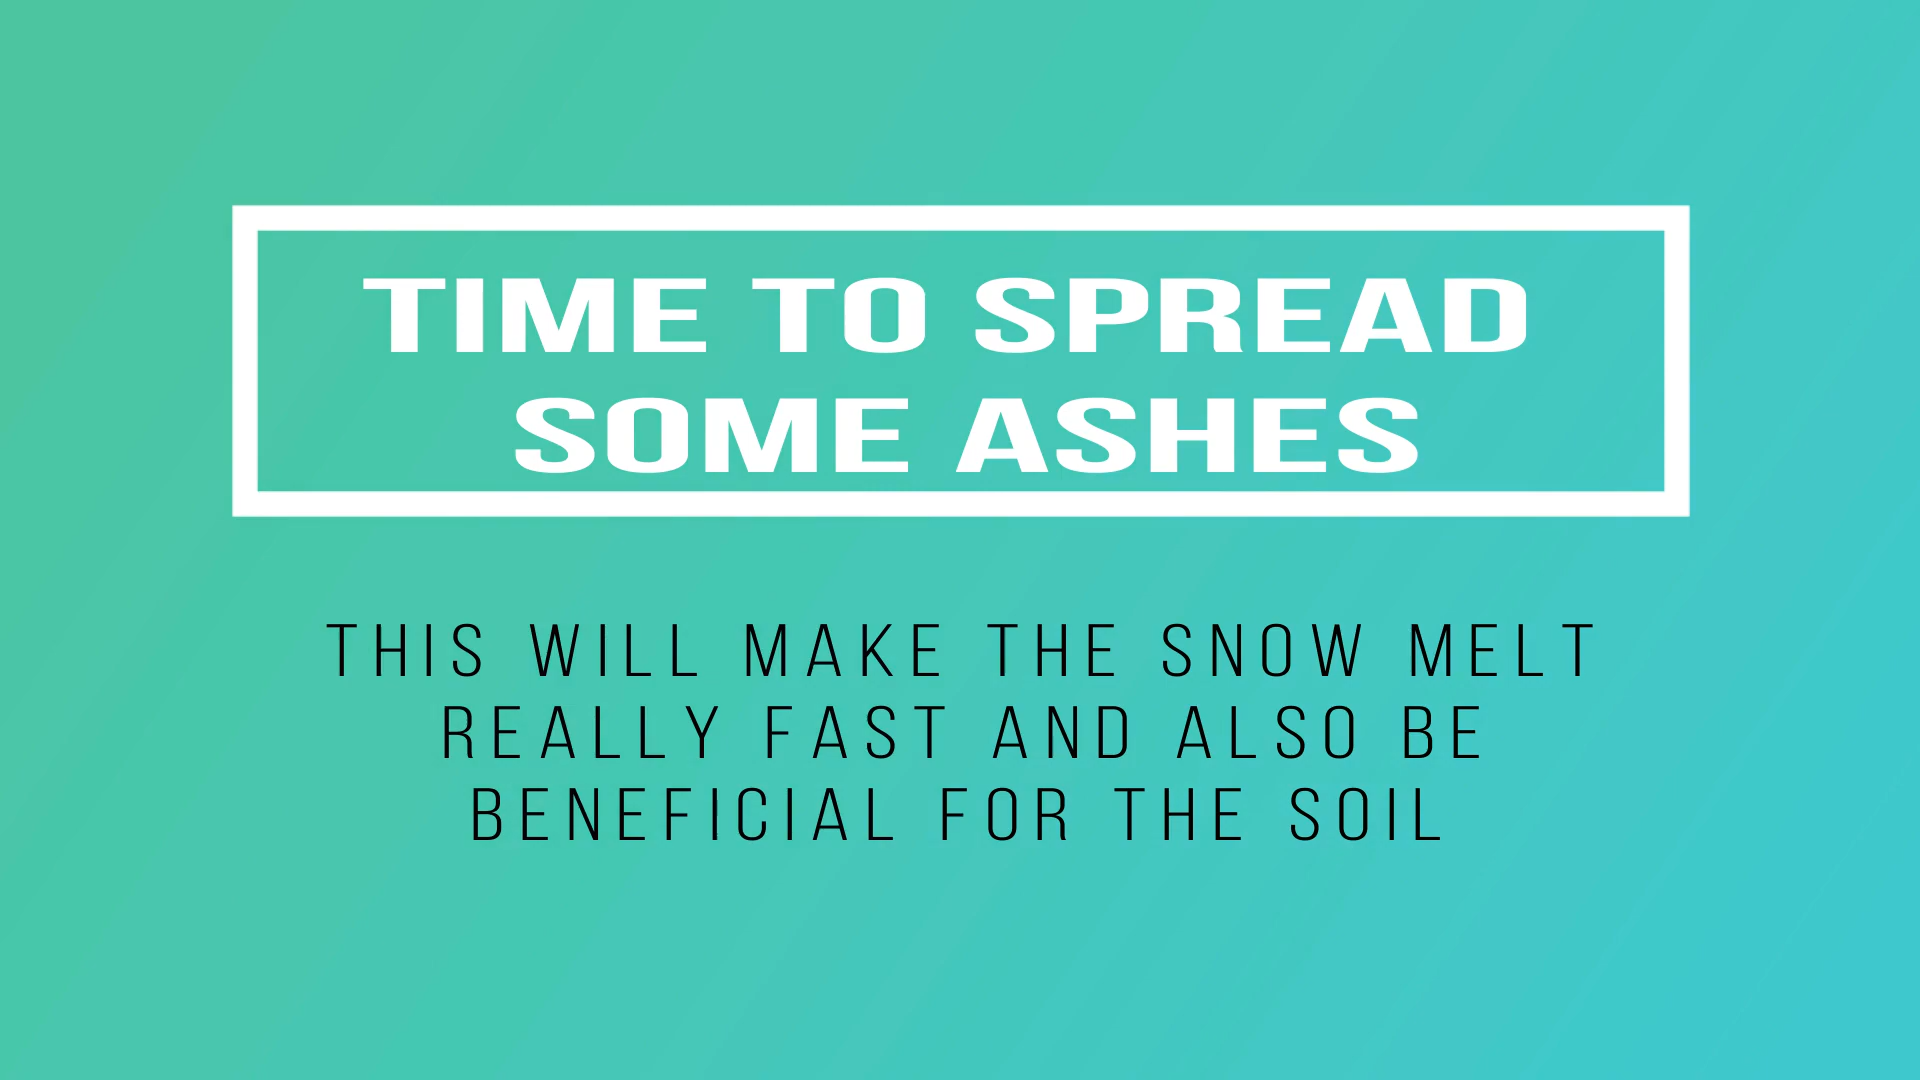 TIME TO SPREAD
SOME ASHES
THIS WILL MAKE THE SNOW MELT
REALLY FAST AND ALSO BE
BENEFICIAL FOR THE SOIL